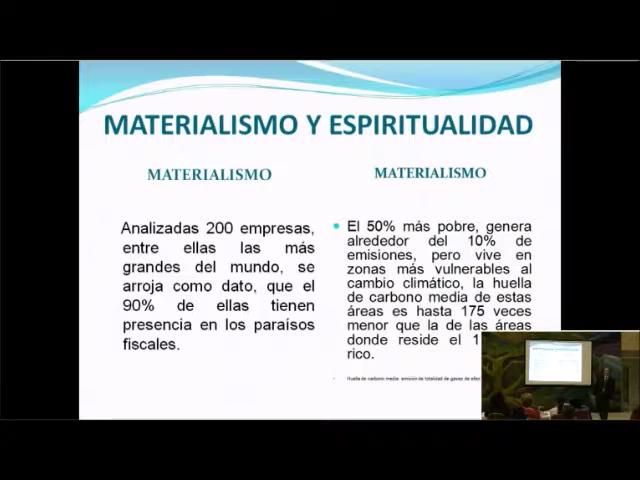 MATERIALISMO Y ESPIRITUALIDAD
MATERIALISMO
Analizadas 200 empresas,
entre ellas las más
grandes del mundo, se
arroja como dato, que el
90% de ellas tienen
presencia en los paraísos
fiscales.
MATERIALISMO
El 50% más pobre, genera
alrededor del 10% de
emisiones, pero vive en
zonas más vulnerables al
cambio climático, la huella
de carbono media de estas
áreas es hasta 175 veces
menor que la de las áreas
donde reside el 1
rico.
Huella de carbono media: emisión de totalidad de gases de efec